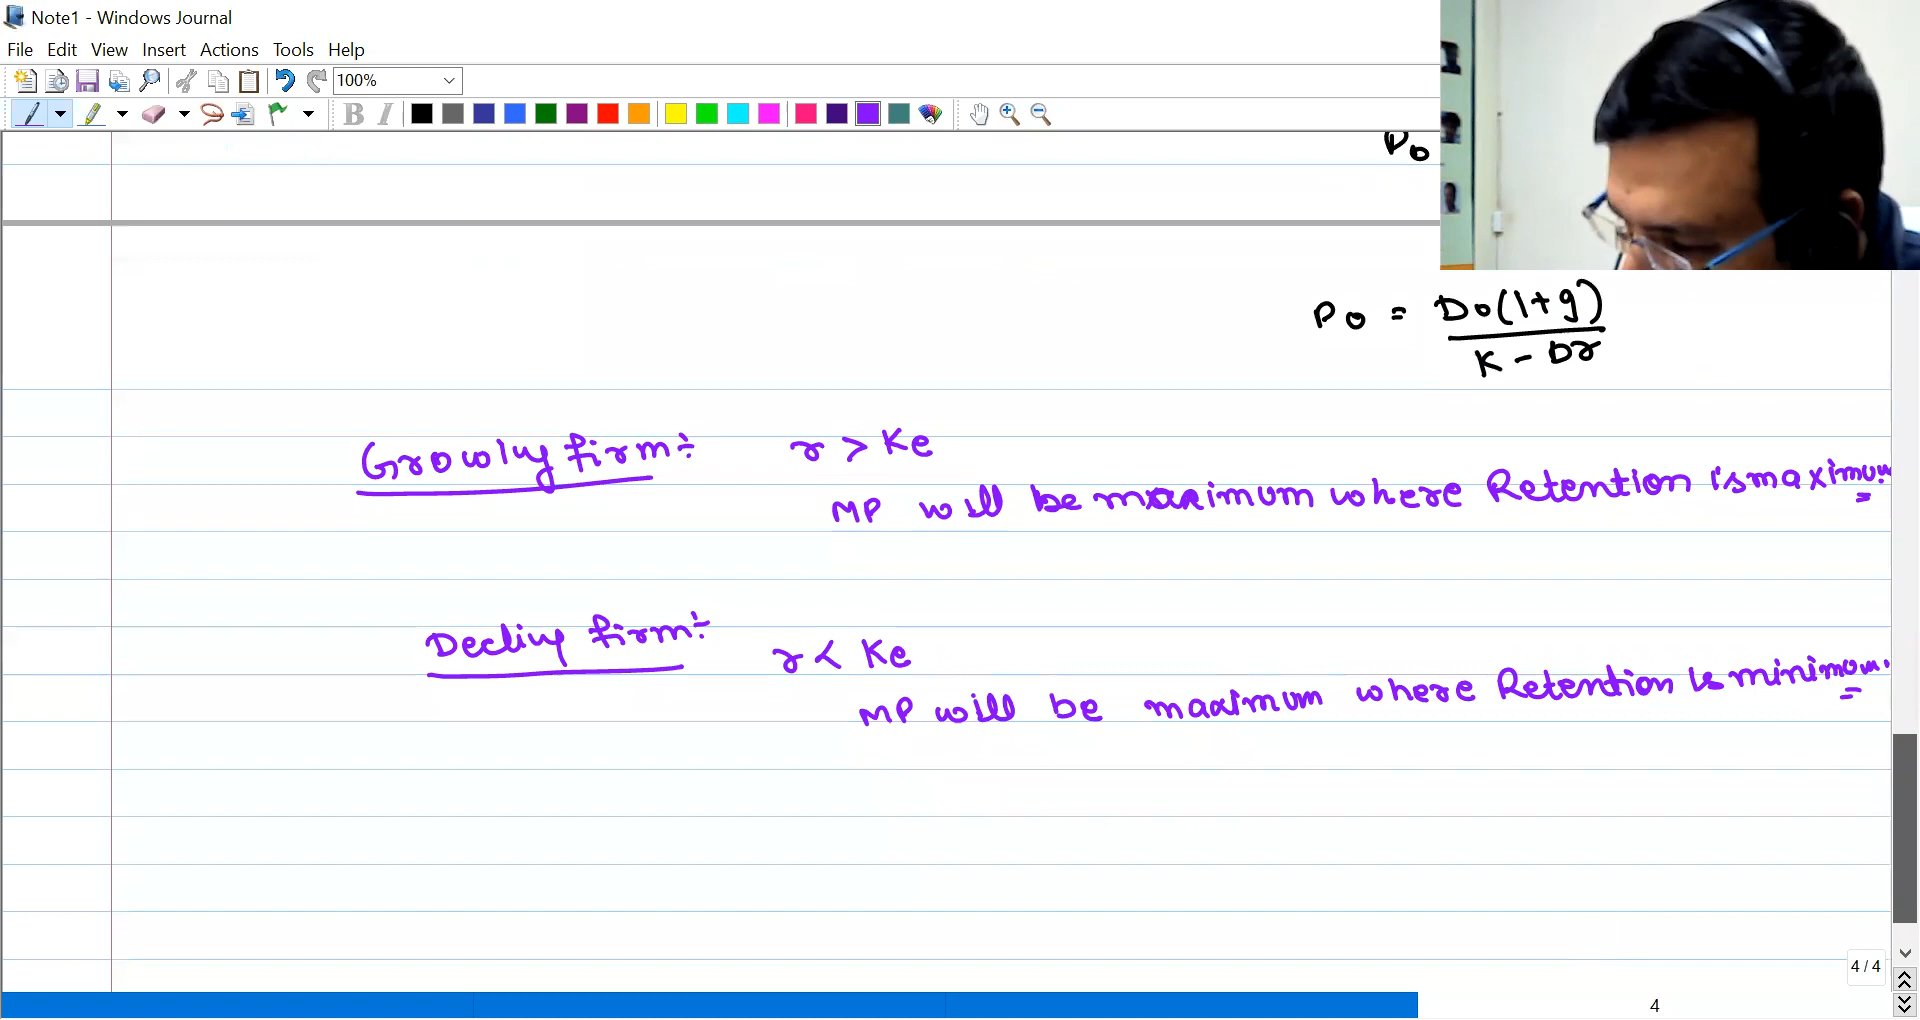 Note1 - Windows Journal
File Edit View Insert Actions Tools Help
100%
B I
P0
P0 = D0(1+g)
K - br
Growing firm:- r > Ke
MP will be maximum where Retention is maximum
Decling firm:- r < Ke
MP will be maximum where Retention is minimum.
4 / 4
4